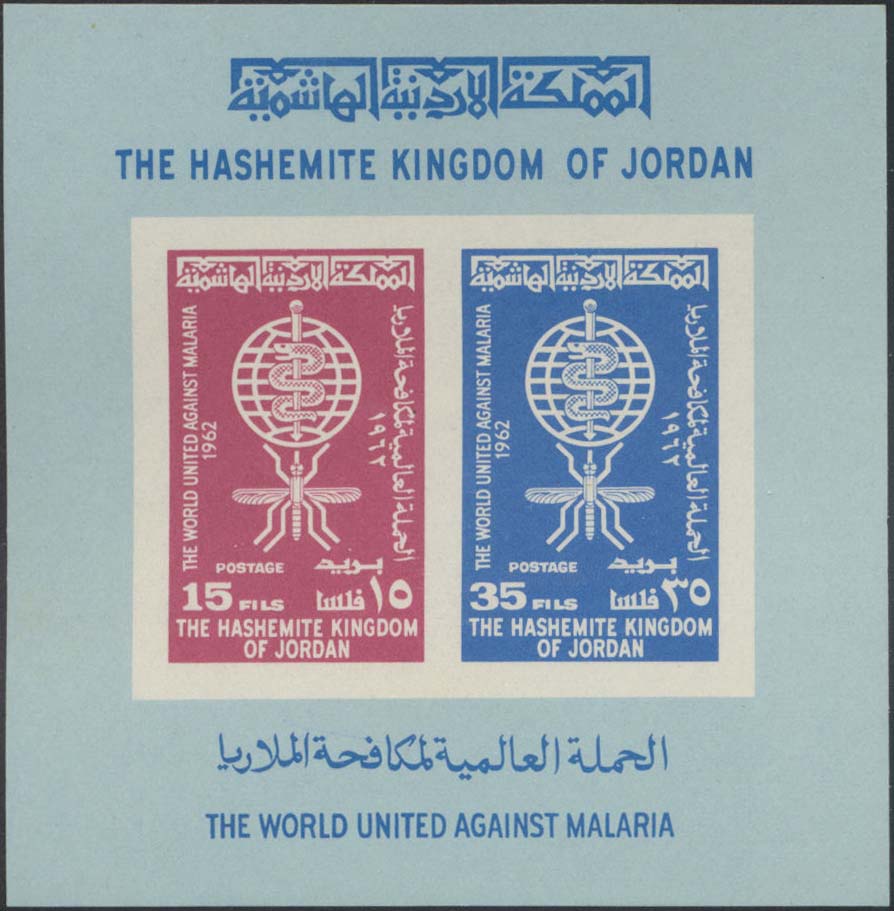 المملكة الاردنية الهاشمية
THE HASHEMITE KINGDOM OF JORDAN
المملكة الاردنية الهاشمية
THE WORLD UNITED AGAINST MALARIA
1962
الحملة العالمية لمكافحة الملاريا
١٩٦٢
POSTAGE بريد
15 FILS فلسا ١٥
THE HASHEMITE KINGDOM
OF JORDAN
المملكة الاردنية الهاشمية
THE WORLD UNITED AGAINST MALARIA
1962
الحملة العالمية لمكافحة الملاريا
١٩٦٢
POSTAGE بريد
35 FILS فلسا ٣٥
THE HASHEMITE KINGDOM
OF JORDAN
الحملة العالمية لمكافحة الملاريا
THE WORLD UNITED AGAINST MALARIA